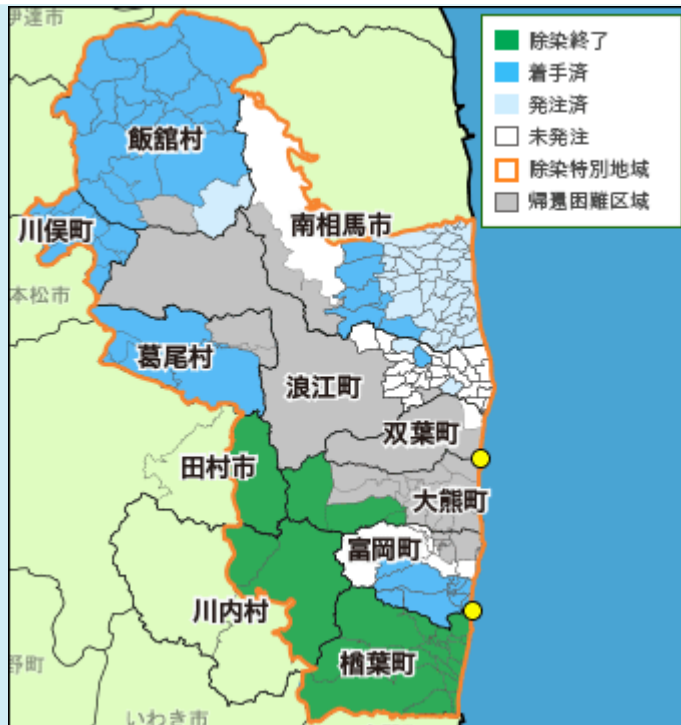 伊達市
除染終了
着手済
発注済
未発注
除染特別地域
帰還困難区域
飯舘村
南相馬市
川俣町
本松市
葛尾村
浪江町
双葉町
田村市
大熊町
富岡町
川内村
楢葉町
野町
いわき市